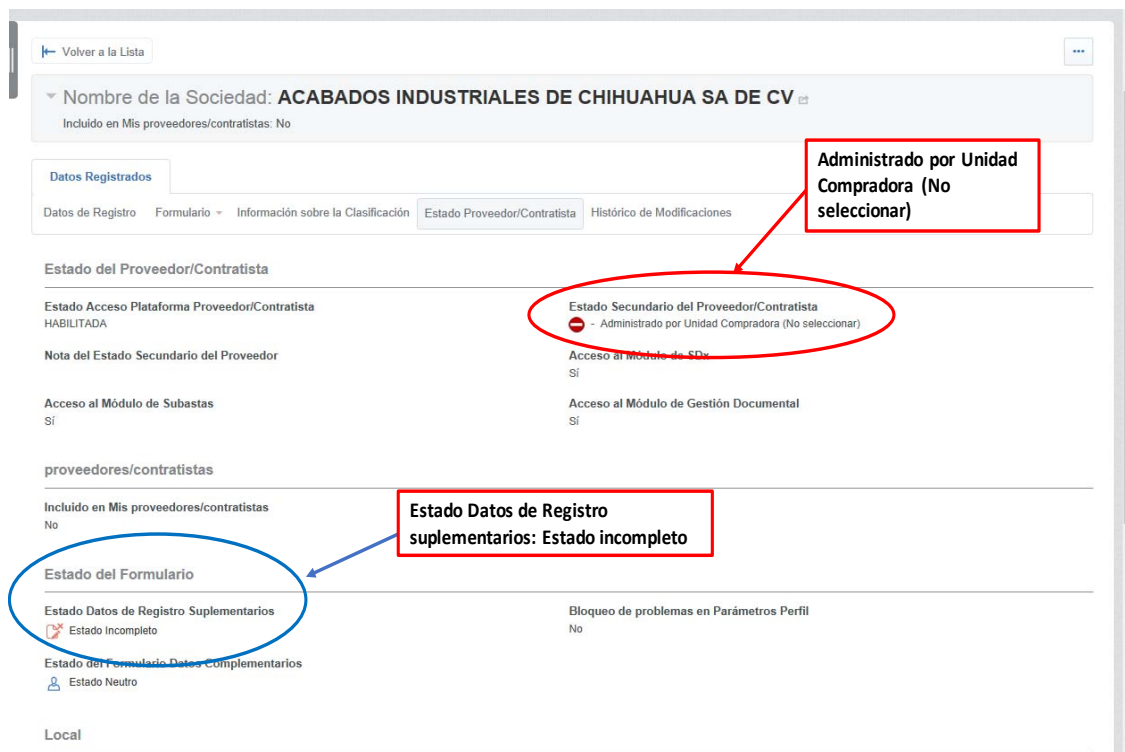 Volver a la Lista
Nombre de la Sociedad: ACABADOS INDUSTRIALES DE CHIHUAHUA SA DE CV
Incluido en Mis proveedores/contratistas: No
Administrado por Unidad
Compradora (No
seleccionar)
Datos Registrados
Datos de Registro Formulario Información sobre la Clasificación Estado Proveedor/Contratista Histórico de Modificaciones
Estado del Proveedor/Contratista
Estado Acceso Plataforma Proveedor/Contratista
HABILITADA
Estado Secundario del Proveedor/Contratista
- Administrado por Unidad Compradora (No seleccionar)
Nota del Estado Secundario del Proveedor
Acceso al Módulo de SDx
Sí
Acceso al Módulo de Subastas
Sí
Acceso al Módulo de Gestión Documental
Sí
proveedores/contratistas
Incluido en Mis proveedores/contratistas
No
Estado Datos de Registro
suplementarios: Estado incompleto
Estado del Formulario
Estado Datos de Registro Suplementarios
Estado Incompleto
Bloqueo de problemas en Parámetros Perfil
No
Estado del Formulario Datos Complementarios
Estado Neutro
Local